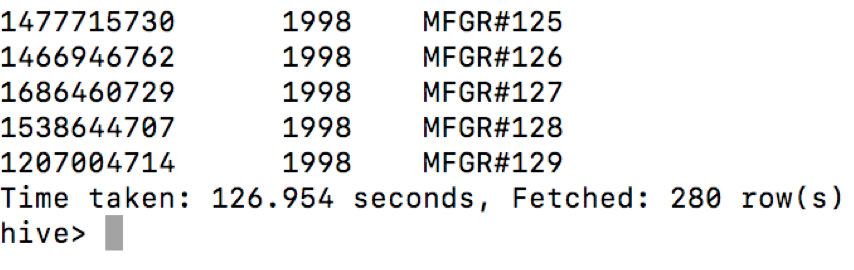 1477715730 1998 MFGR#125
1466946762 1998 MFGR#126
1686460729 1998 MFGR#127
1538644707 1998 MFGR#128
1207004714 1998 MFGR#129
Time taken: 126.954 seconds, Fetched: 280 row(s)
hive>